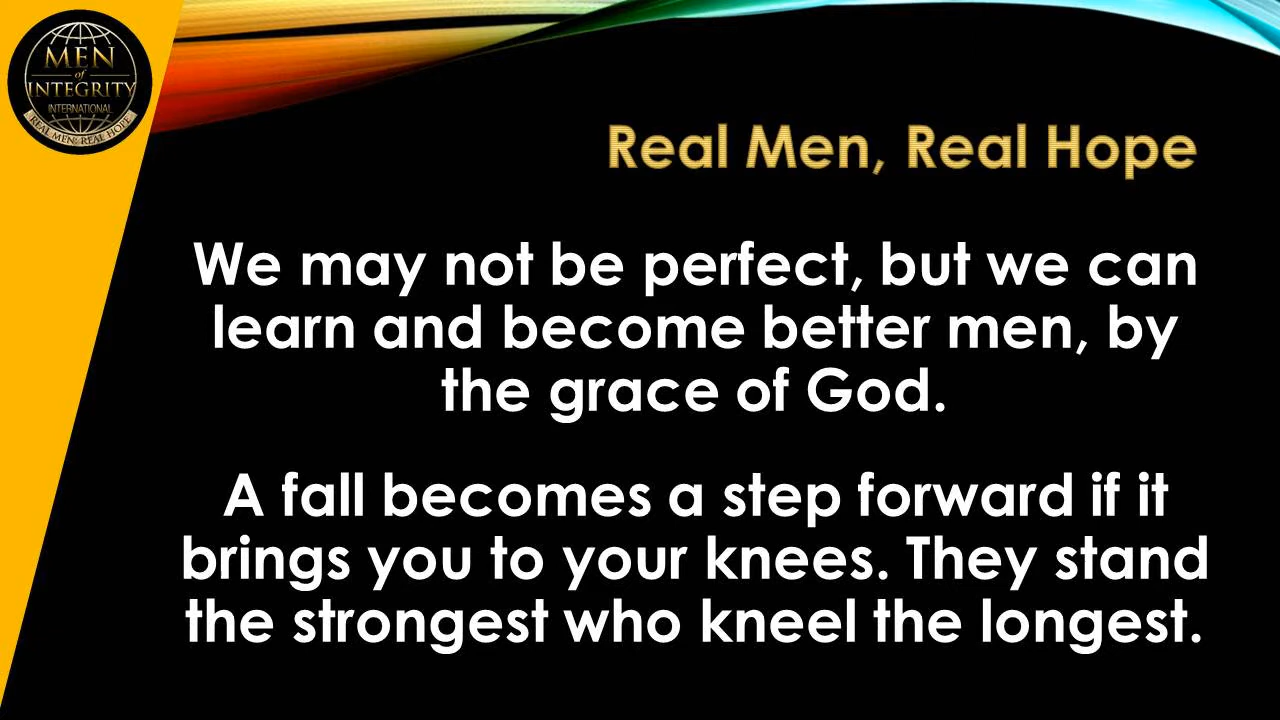 MEN
of
INTEGRITY
INTERNATIONAL
REAL MEN: REAL HOPE
Real Men, Real Hope
We may not be perfect, but we can
learn and become better men, by
the grace of God.
A fall becomes a step forward if it
brings you to your knees. They stand
the strongest who kneel the longest.